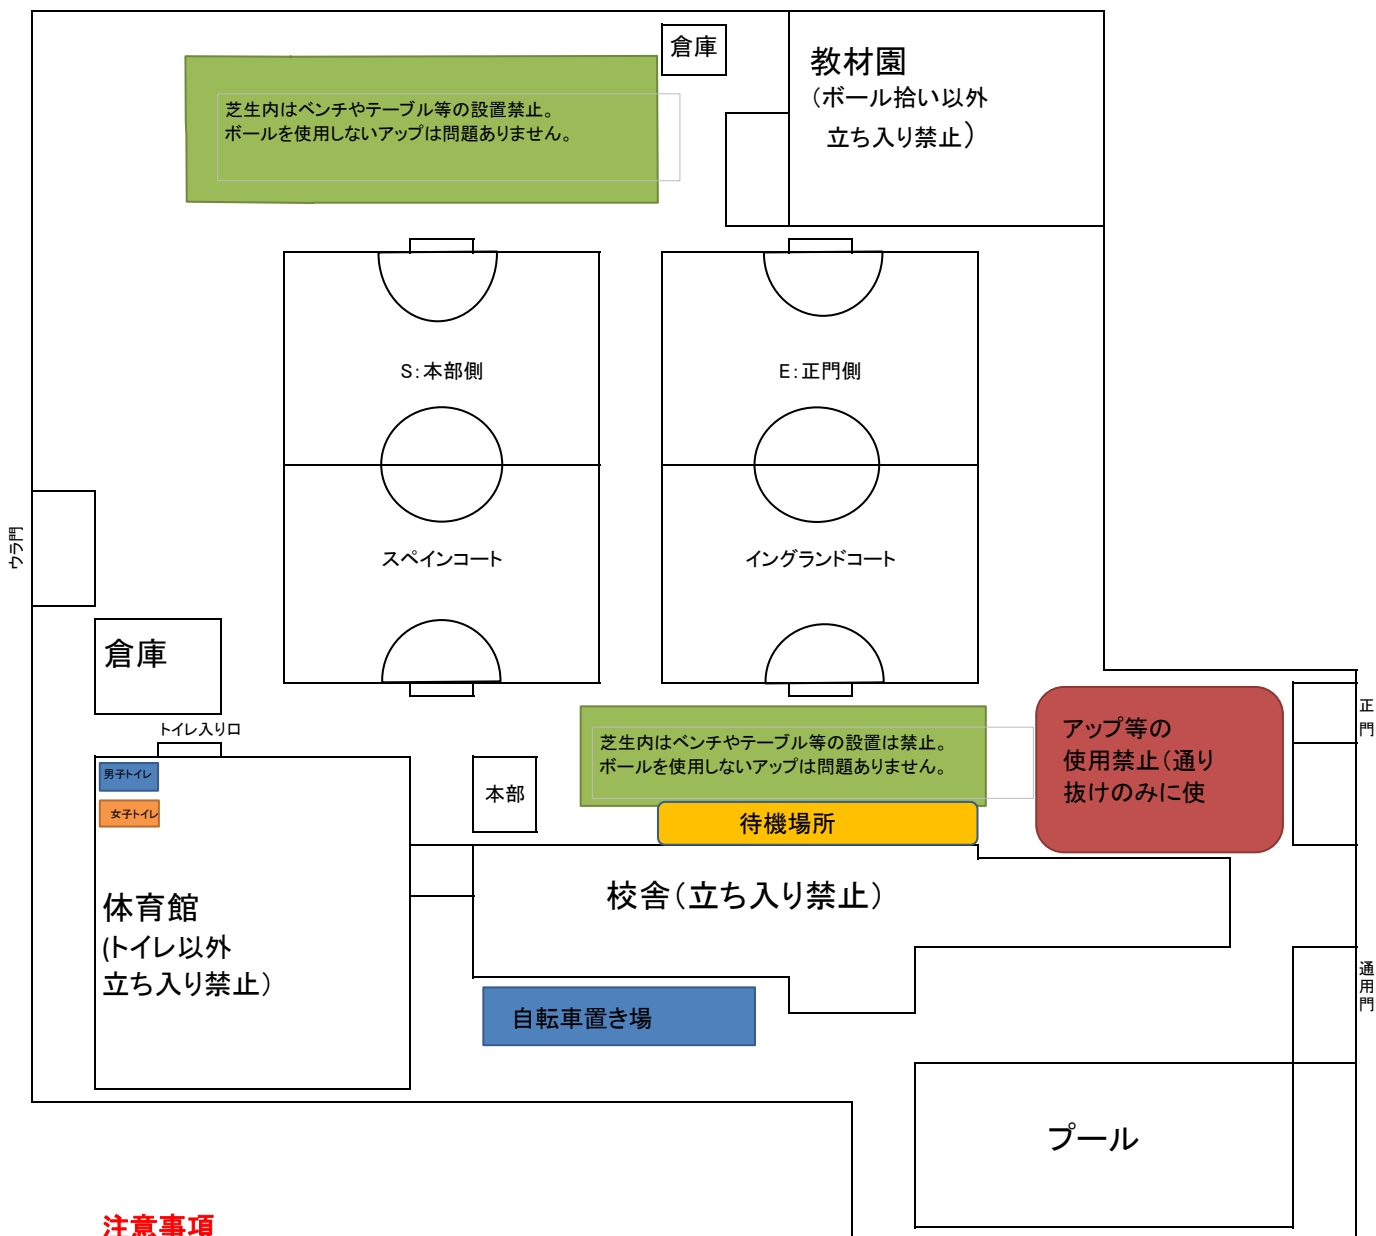 倉庫
教材園
(ボール拾い以外
立ち入り禁止)
芝生内はベンチやテーブル等の設置禁止。
ボールを使用しないアップは問題ありません。
S:本部側
E:正門側
スペインコート
イングランドコート
ウラ門
倉庫
トイレ入り口
男子トイレ
女子トイレ
本部
芝生内はベンチやテーブル等の設置は禁止。
ボールを使用しないアップは問題ありません。
アップ等の
使用禁止(通り
抜けのみに使
正門
待機場所
校舎(立ち入り禁止)
体育館
(トイレ以外
立ち入り禁止)
通用門
自転車置き場
プール
注意事項